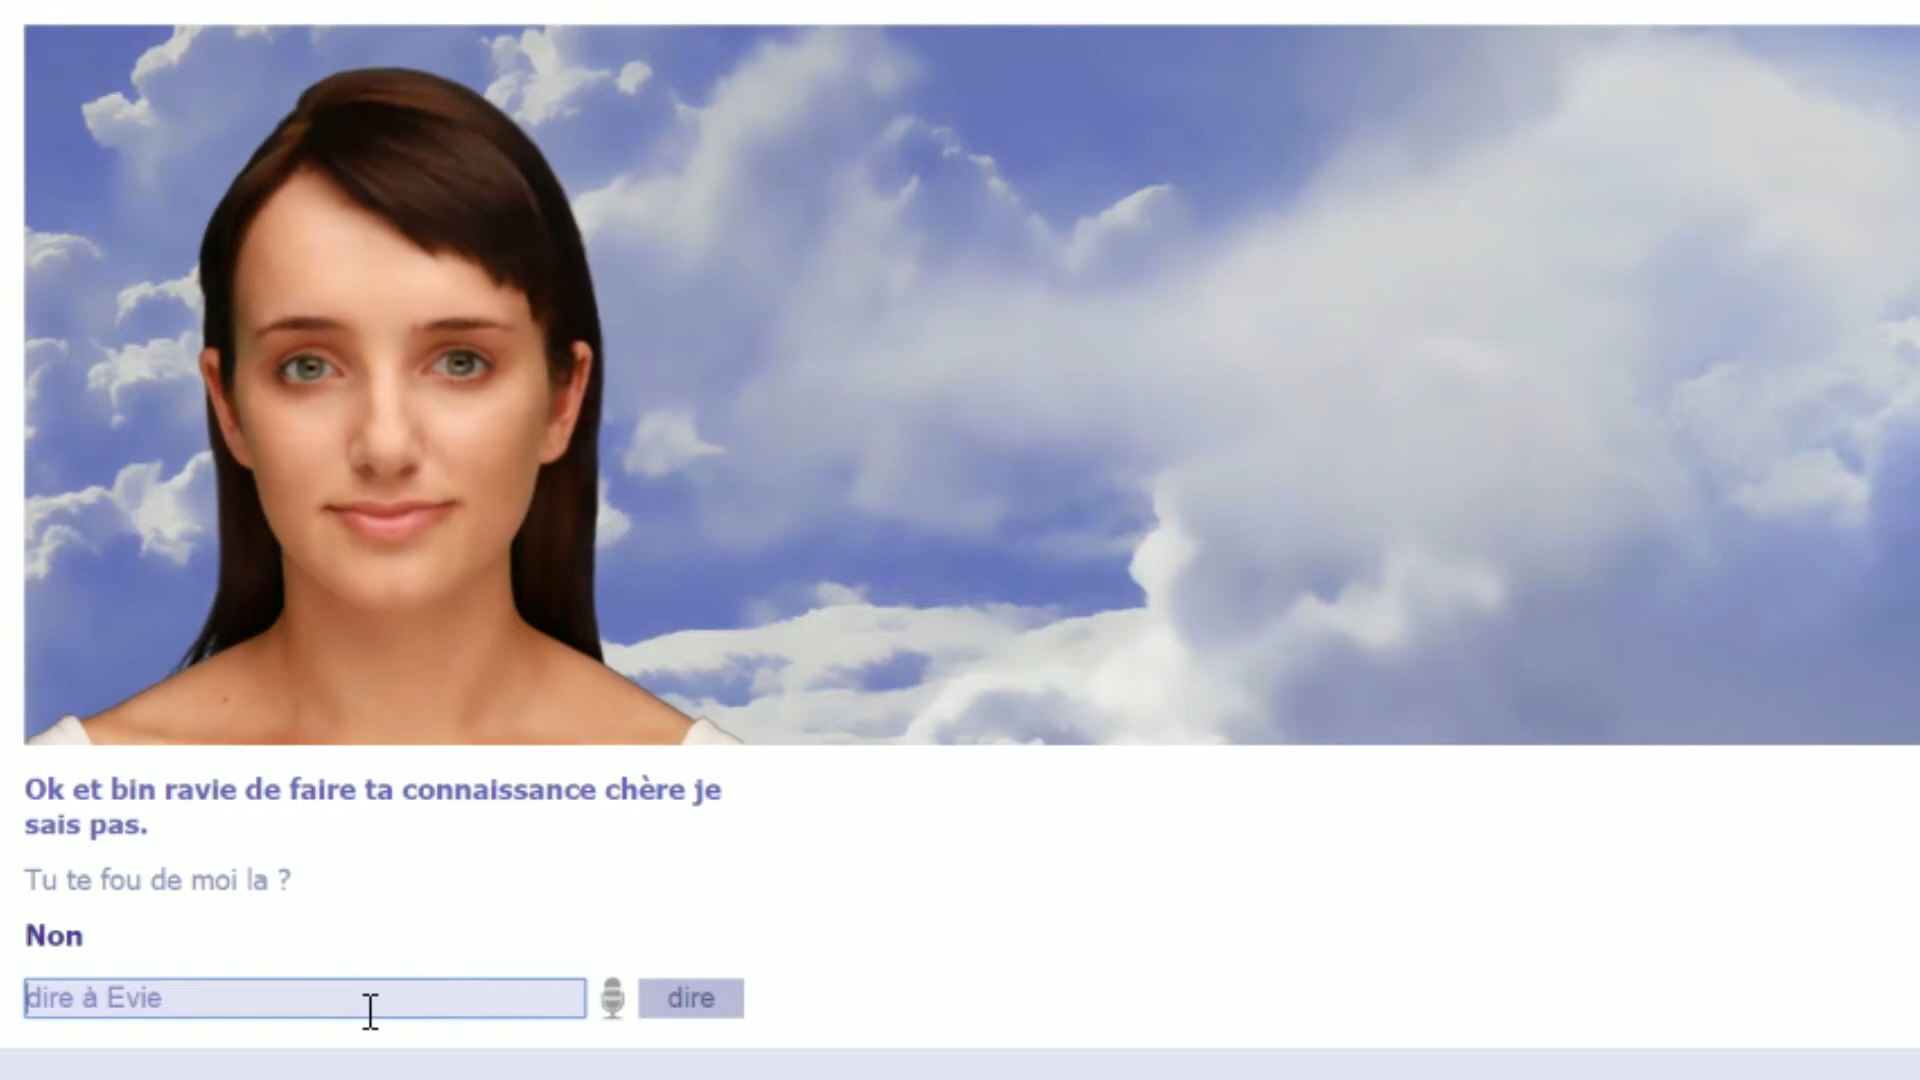 Ok et bin ravie de faire ta connaissance chère je
sais pas.
Tu te fou de moi la ?
Non
dire à Evie
dire